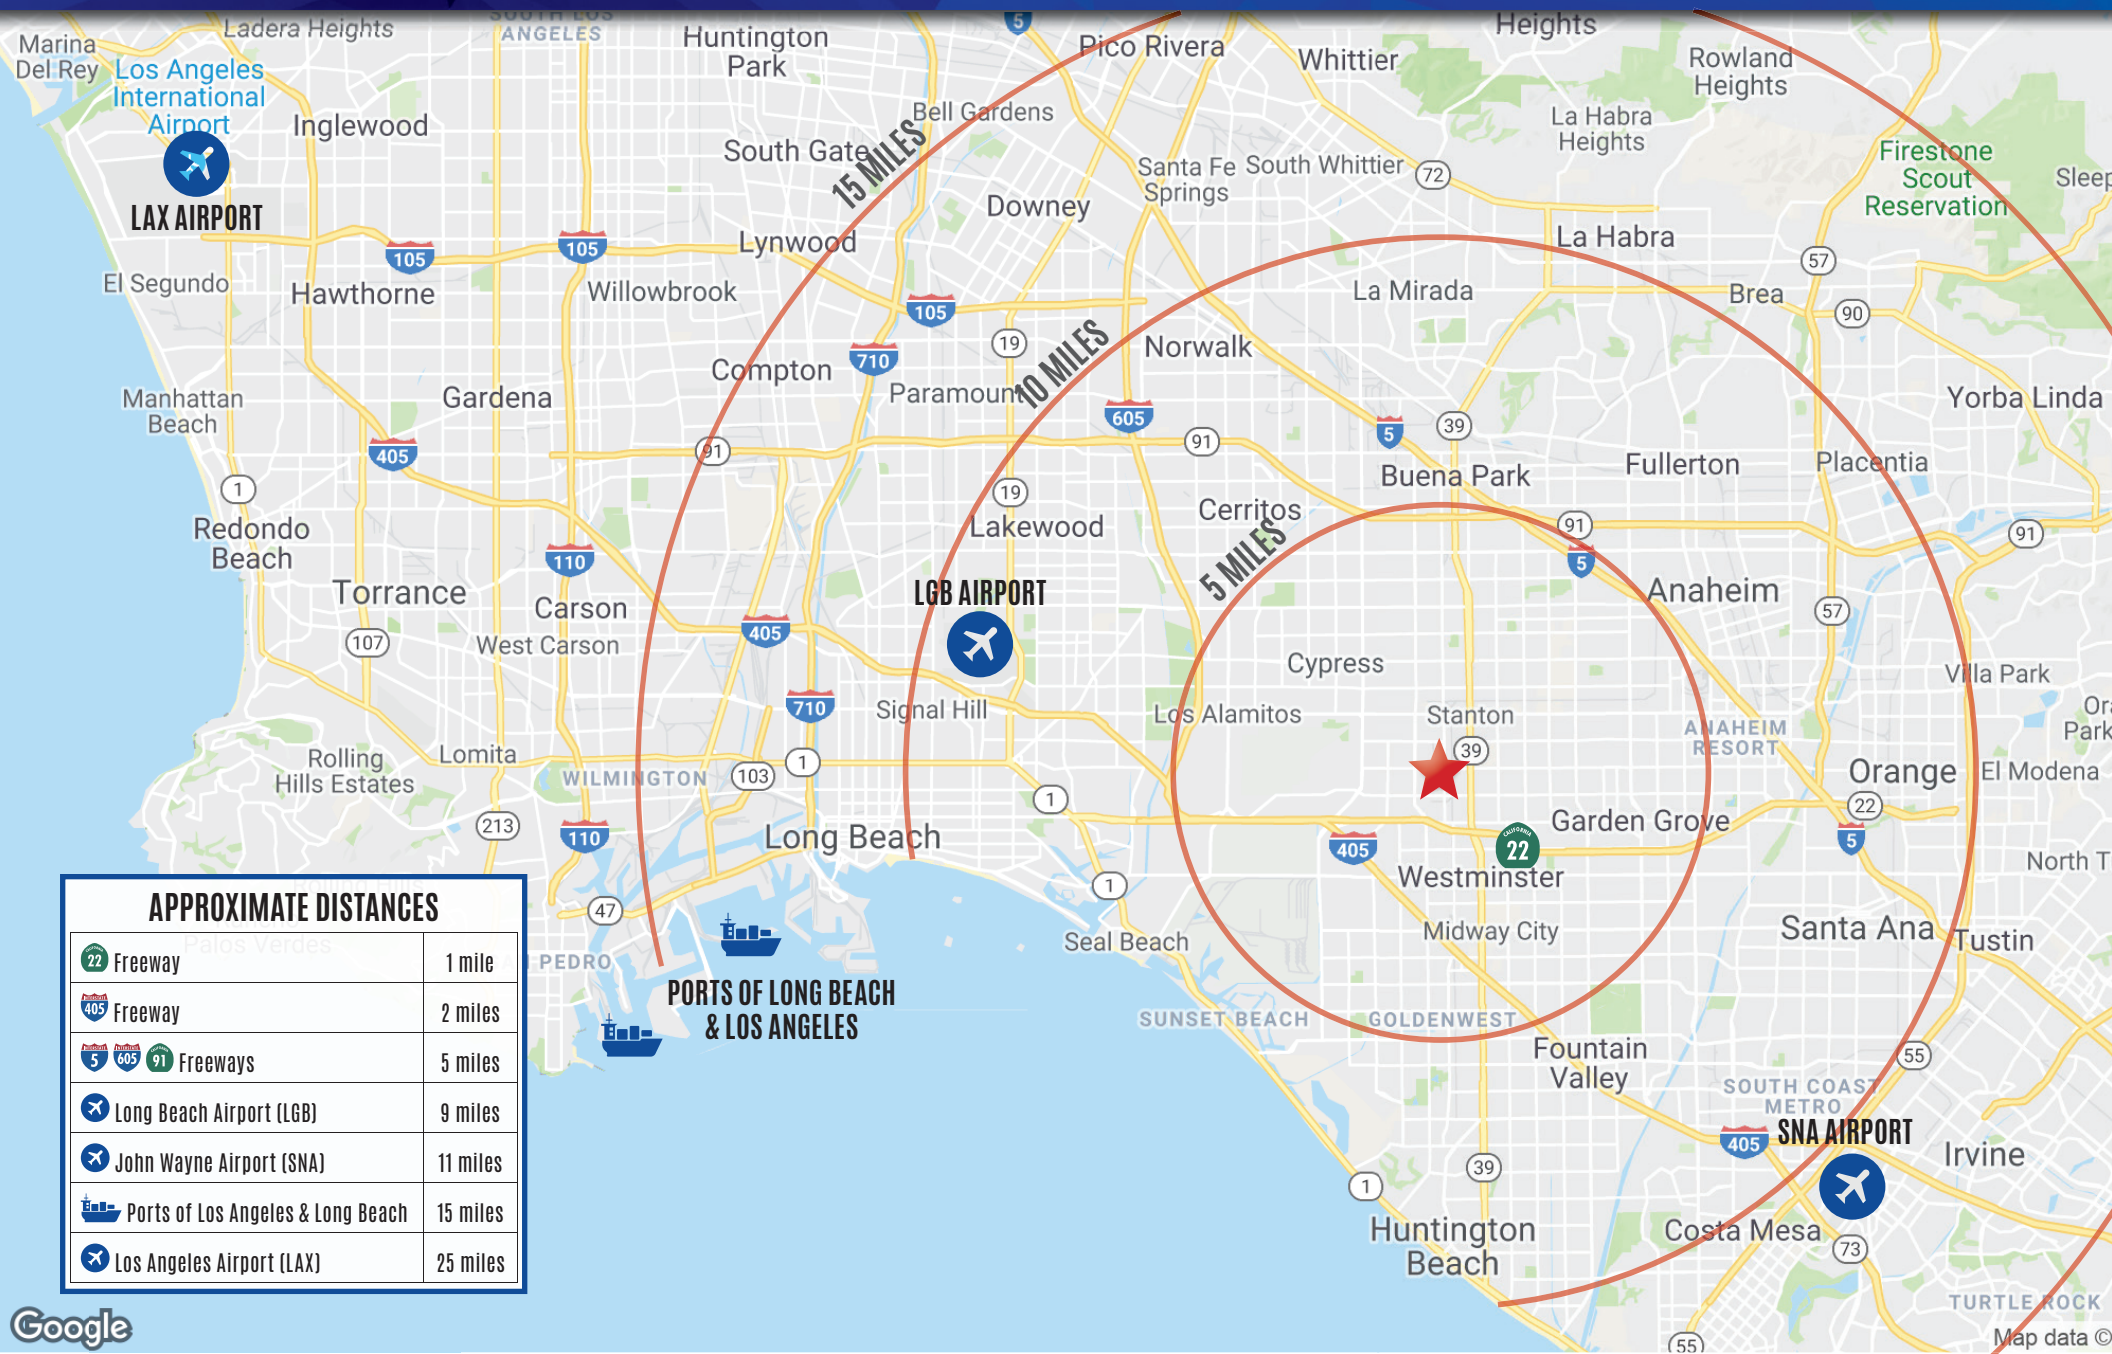 SOUTH LOS
ANGELES
Ladera Heights
Marina
Del Rey
Los Angeles
International
Airport
Inglewood
LAX AIRPORT
Huntington
Park
5
Pico Rivera
Whittier
Heights
Rowland
Heights
Bell Gardens
South Gate
15 MILES
Santa Fe
Springs
South Whittier
72
La Habra
Heights
Firestone
Scout
Reservation
Sleep
Downey
Lynwood
La Habra
57
105
105
El Segundo
Hawthorne
Willowbrook
105
La Mirada
Brea
90
19
10 MILES
Norwalk
710
Compton
Paramount
Manhattan
Beach
Gardena
605
Yorba Linda
405
91
91
5
39
Buena Park
Fullerton
Placentia
1
19
Redondo
Beach
Lakewood
Cerritos
5 MILES
91
91
110
5
Torrance
Carson
LGB AIRPORT
Anaheim
57
107
West Carson
405
Cypress
Villa Park
710
Signal Hill
Los Alamitos
Stanton
39
ANAHEIM
RESORT
Or
Park
Rolling
Hills Estates
Lomita
WILMINGTON
103
1
Orange
El Modena
1
22
213
110
Long Beach
Garden Grove
405
22
5
Westminster
North T
1
47
Midway City
Santa Ana
Tustin
Seal Beach
PEDRO
PORTS OF LONG BEACH
& LOS ANGELES
SUNSET BEACH
GOLDENWEST
Fountain
Valley
55
SOUTH COAST
METRO
405
SNA AIRPORT
Irvine
39
1
Huntington
Beach
Costa Mesa
73
TURTLE ROCK
55
Map data ©
APPROXIMATE DISTANCES
Palos Verdes
22 Freeway 1 mile
405 Freeway 2 miles
5 605 91 Freeways 5 miles
Long Beach Airport (LGB) 9 miles
John Wayne Airport (SNA) 11 miles
Ports of Los Angeles & Long Beach 15 miles
Los Angeles Airport (LAX) 25 miles
Google